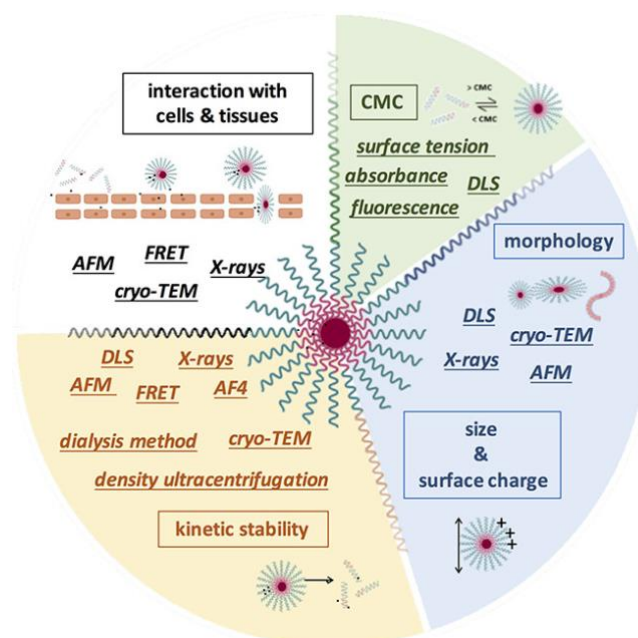 interaction with
cells & tissues
AFM
FRET
X-rays
cryo-TEM
CMC
> CMC
< CMC
surface tension
absorbance
DLS
fluorescence
morphology
DLS
cryo-TEM
X-rays
AFM
size
&
surface charge
+
+
+
DLS
X-rays
AFM
FRET
AF4
dialysis method
cryo-TEM
density ultracentrifugation
kinetic stability